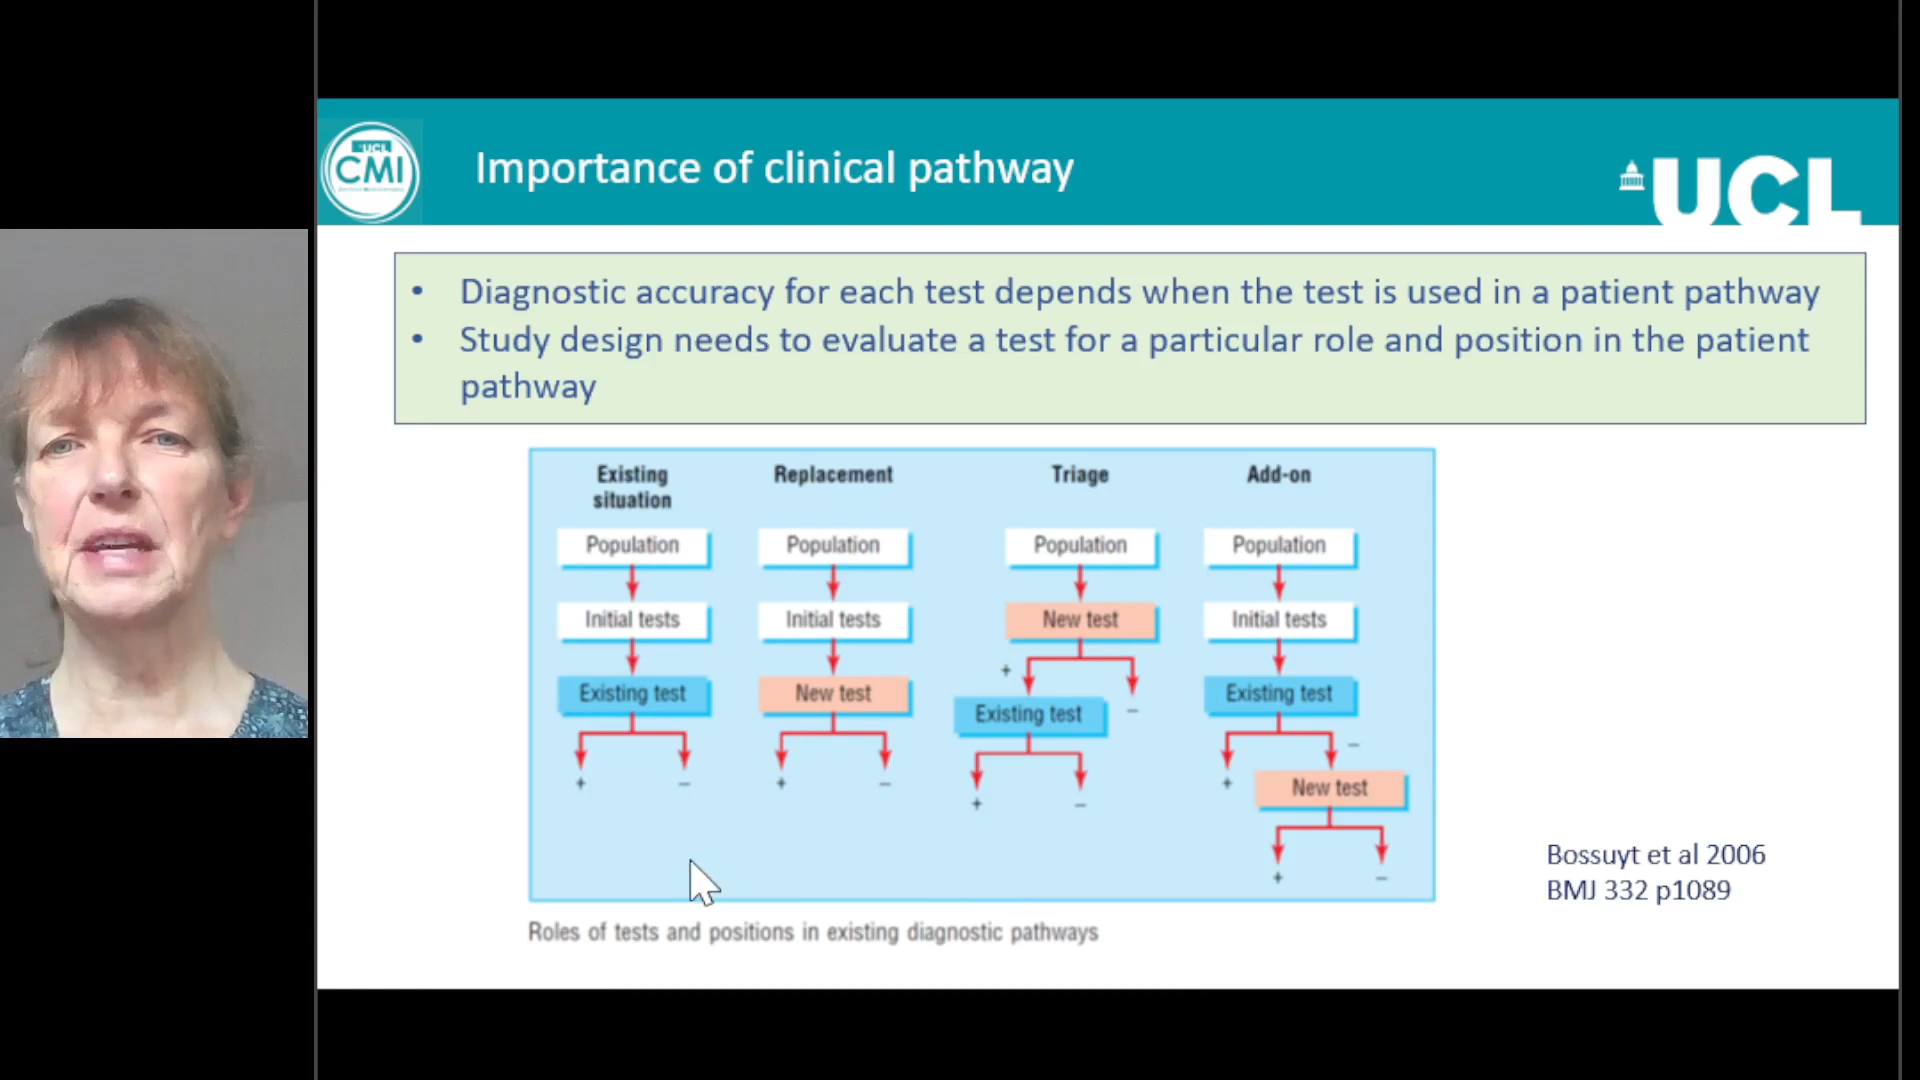 UCL
CMI
Importance of clinical pathway
UCL
• Diagnostic accuracy for each test depends when the test is used in a patient pathway
• Study design needs to evaluate a test for a particular role and position in the patient
pathway
Existing
situation
Population
Initial tests
Existing test
+ −
Replacement
Population
Initial tests
New test
+ −
Triage
Population
New test
+ −
Existing test
+ −
Add-on
Population
Initial tests
Existing test
+ −
New test
+ −
Bossuyt et al 2006
BMJ 332 p1089
Roles of tests and positions in existing diagnostic pathways